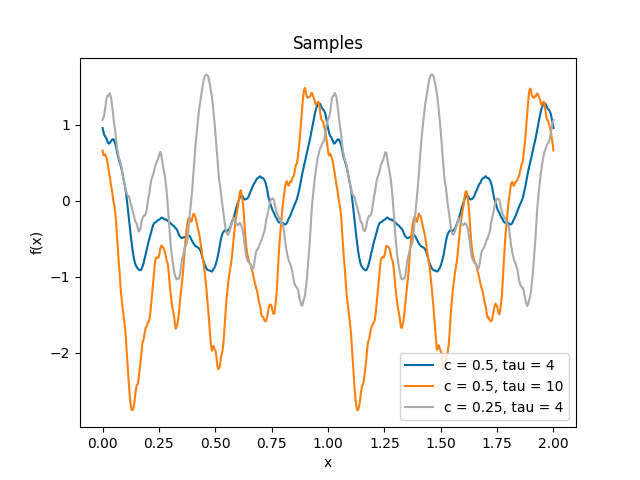 Samples
f(x)
1
0
−1
−2
c = 0.5, tau = 4
c = 0.5, tau = 10
c = 0.25, tau = 4
0.00 0.25 0.50 0.75 1.00 1.25 1.50 1.75 2.00
x